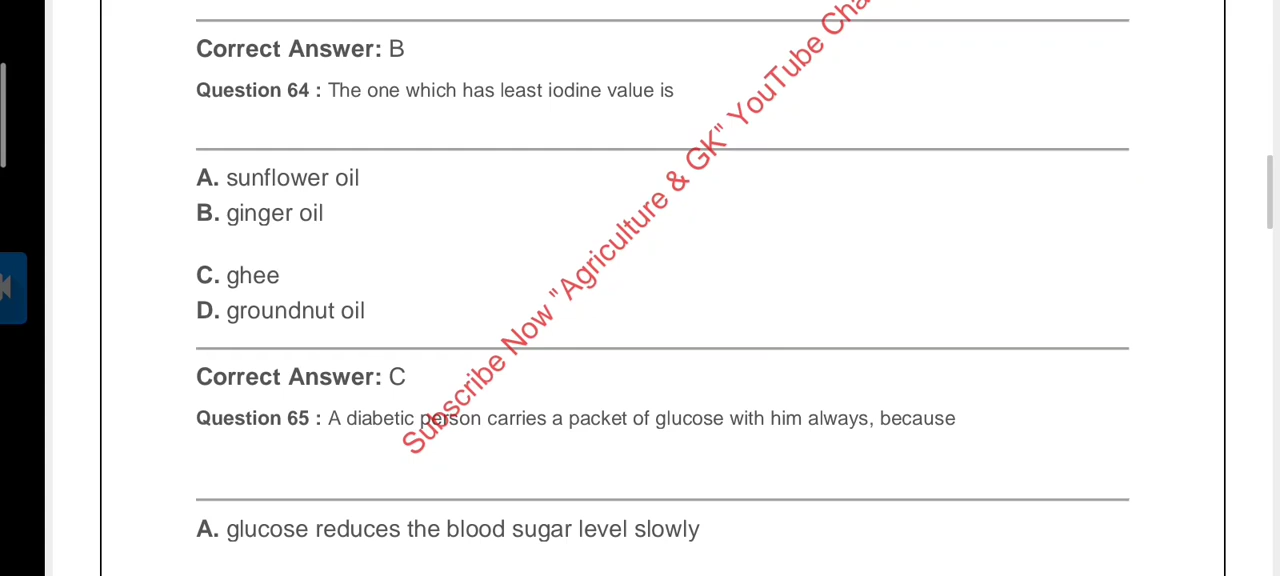 Correct Answer: B
Question 64 : The one which has least iodine value is
A. sunflower oil
B. ginger oil
C. ghee
D. groundnut oil
Correct Answer: C
Question 65 : A diabetic person carries a packet of glucose with him always, because
A. glucose reduces the blood sugar level slowly
Subscribe Now "Agriculture & GK" YouTube Cha